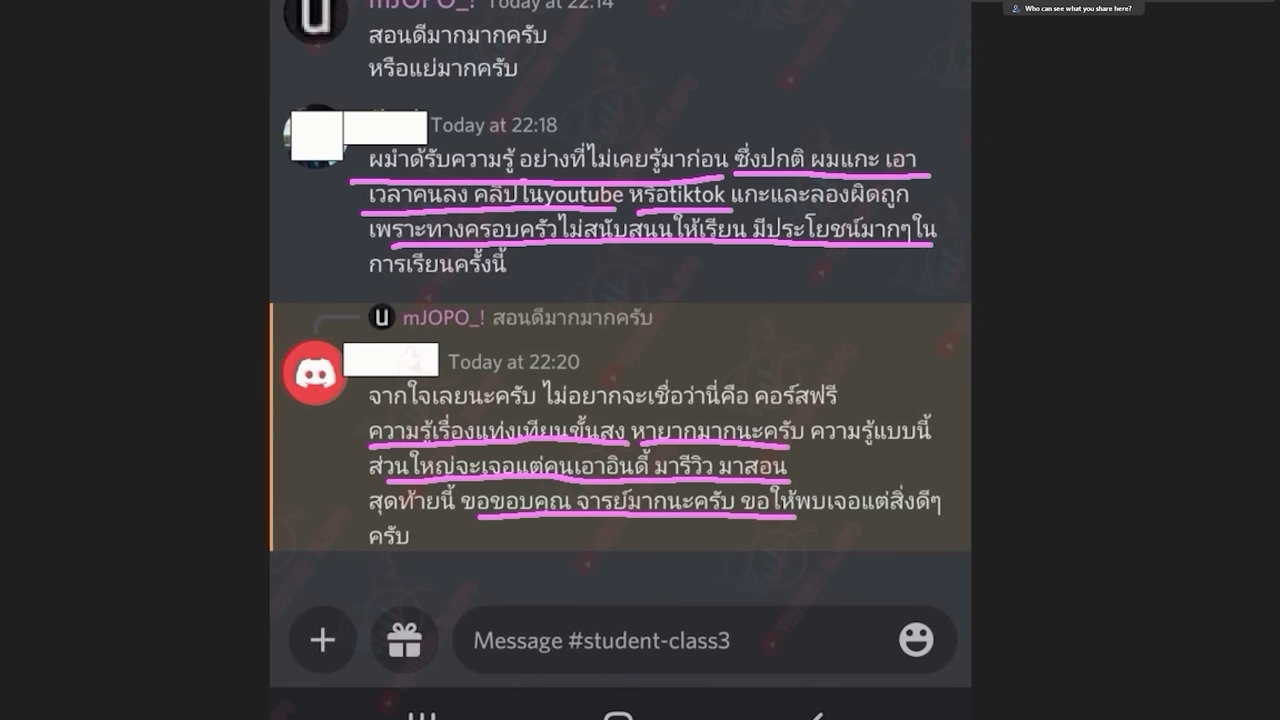 Who can see what you share here?
mJOPO_! Today at 22:14
สอนดีมากมากครับ
หรือแย่มากครับ
Today at 22:18
ผมำด้รับความรู้ อย่างที่ไม่เคยรู้มาก่อน ซึ่งปกติ ผมแกะ เอา
เวลาคนลง คลิปในyoutube หรือtiktok แกะและลองผิดถูก
เพราะทางครอบครัวไม่สนับสนนให้เรียน มีประโยชน์มากๆใน
การเรียนครั้งนี้
mJOPO_! สอนดีมากมากครับ
Today at 22:20
จากใจเลยนะครับ ไม่อยากจะเชื่อว่านี่คือ คอร์สฟรี
ความรู้เรื่องแท่งเทียนขั้นสูง หายากมากนะครับ ความรู้แบบนี้
ส่วนใหญ่จะเจอแต่คนเอาอินดี้ มารีวิว มาสอน
สุดท้ายนี้ ขอขอบคุณ จารย์มากนะครับ ขอให้พบเจอแต่สิ่งดีๆ
ครับ
Message #student-class3